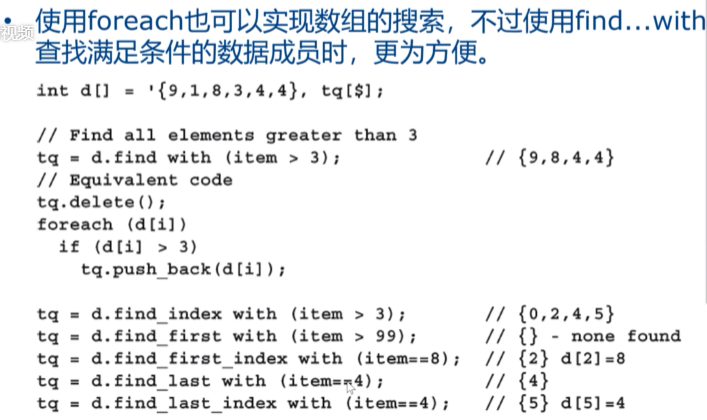 • 使用foreach也可以实现数组的搜索，不过使用find...with
视频
查找满足条件的数据成员时，更为方便。
int d[] = '{9,1,8,3,4,4}, tq[$];
// Find all elements greater than 3
tq = d.find with (item > 3); // {9,8,4,4}
// Equivalent code
tq.delete();
foreach (d[i])
if (d[i] > 3)
tq.push_back(d[i]);
tq = d.find_index with (item > 3); // {0,2,4,5}
tq = d.find_first with (item > 99); // {} - none found
tq = d.find_first_index with (item==8); // {2} d[2]=8
tq = d.find_last with (item==4); // {4}
tq = d.find_last_index with (item==4); // {5} d[5]=4